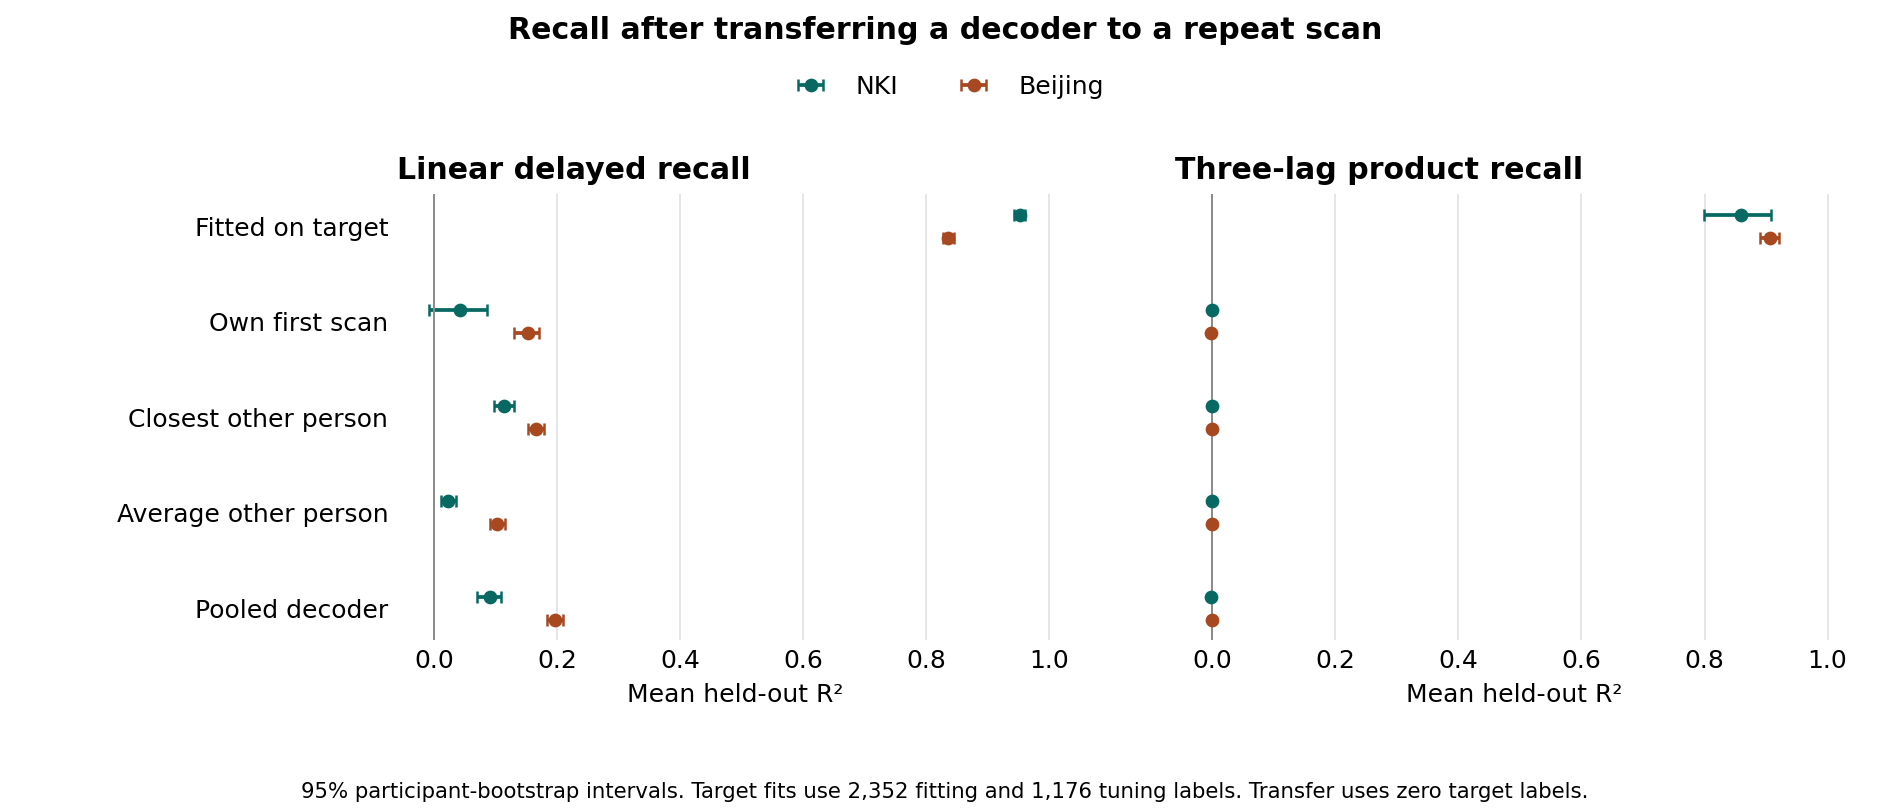 Recall after transferring a decoder to a repeat scan
NKI
Beijing
Linear delayed recall
Three-lag product recall
Fitted on target
Own first scan
Closest other person
Average other person
Pooled decoder
0.0 0.2 0.4 0.6 0.8 1.0
0.0 0.2 0.4 0.6 0.8 1.0
Mean held-out R²
Mean held-out R²
95% participant-bootstrap intervals. Target fits use 2,352 fitting and 1,176 tuning labels. Transfer uses zero target labels.